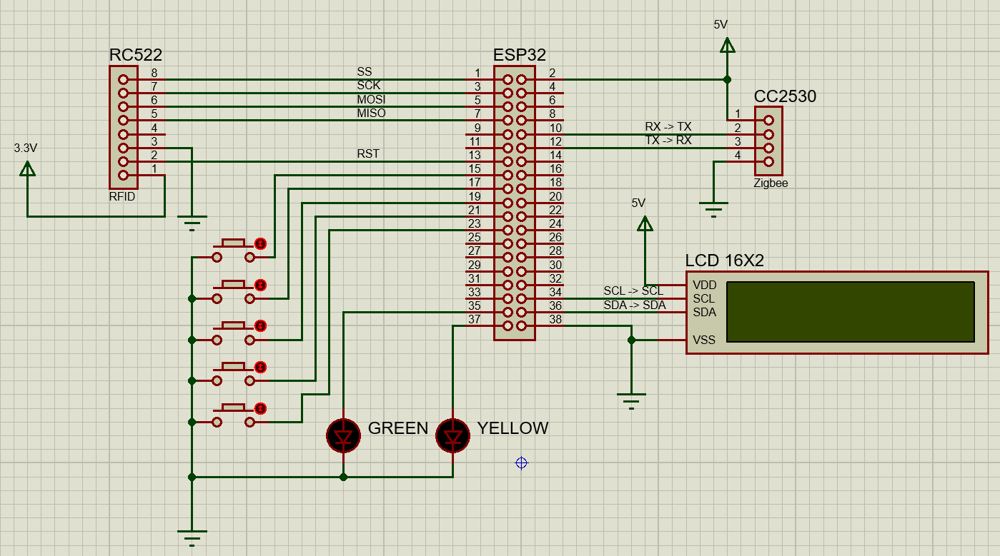 5V
RC522
ESP32
8 SS 1 2
7 SCK 3 4
CC2530
6 MOSI 5 6
5 MISO 7 8 1
4 9 10 RX -> TX 2
3 11 12 TX -> RX 3
3.3V
2 RST 13 14 4
1 15 16
RFID 17 18 Zigbee
19 20
5V
21 22
23 24
25 26
27 28
LCD 16X2
29 30
31 32 VDD
33 34 SCL -> SCL SCL
35 36 SDA -> SDA SDA
37 38
VSS
GREEN YELLOW